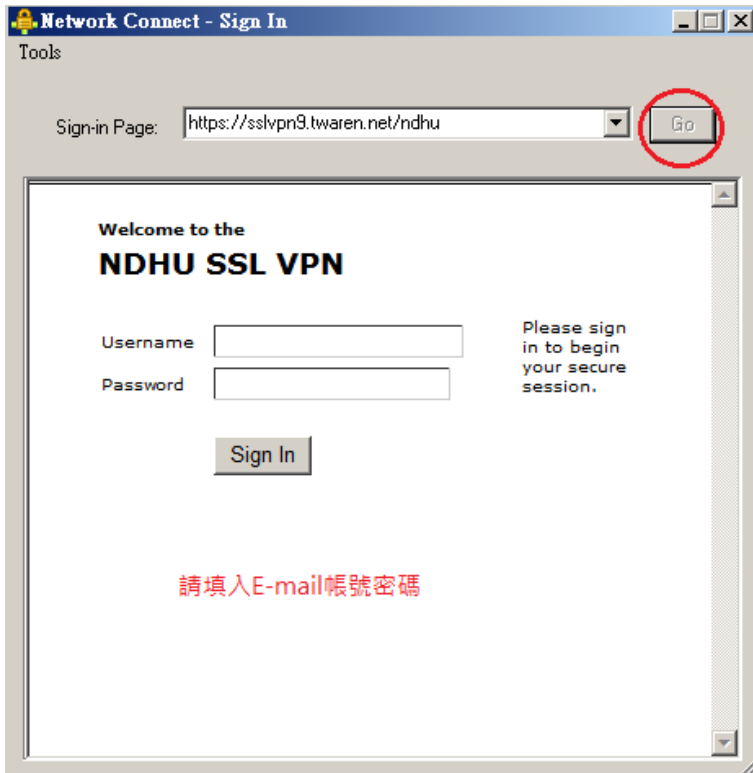 Network Connect - Sign In
Tools
Sign-in Page: https://sslvpn9.twaren.net/ndhu Go
Welcome to the
NDHU SSL VPN
Username
Password
Please sign
in to begin
your secure
session.
Sign In
請填入E-mail帳號密碼